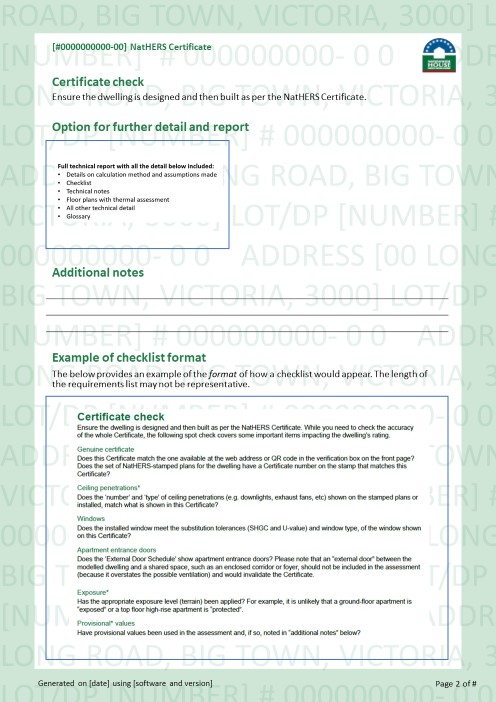 [#0000000000-00] NatHERS Certificate
HOUSE
Certificate check
Ensure the dwelling is designed and then built as per the NatHERS Certificate.
Option for further detail and report
Full technical report with all the detail below included:
• Details on calculation method and assumptions made
• Checklist
• Technical notes
• Floor plans with thermal assessment
• All other technical detail
• Glossary
Additional notes
Example of checklist format
The below provides an example of the format of how a checklist would appear. The length of
the requirements list may not be representative.
Certificate check
Ensure the dwelling is designed and then built as per the NatHERS Certificate. While you need to check the accuracy
of the whole Certificate, the following spot check covers some important items impacting the dwelling's rating.
Genuine certificate
Does this Certificate match the one available at the web address or QR code in the verification box on the front page?
Does the set of NatHERS-stamped plans for the dwelling have a Certificate number on the stamp that matches this
Certificate?
Ceiling penetrations*
Does the 'number' and 'type' of ceiling penetrations (e.g. downlights, exhaust fans, etc) shown on the stamped plans or
installed, match what is shown in this Certificate?
Windows
Does the installed window meet the substitution tolerances (SHGC and U-value) and window type, of the window shown
on this Certificate?
Apartment entrance doors
Does the 'External Door Schedule' show apartment entrance doors? Please note that an "external door" between the
modelled dwelling and a shared space, such as an enclosed corridor or foyer, should not be included in the assessment
(because it overstates the possible ventilation) and would invalidate the Certificate.
Exposure*
Has the appropriate exposure level (terrain) been applied? For example, it is unlikely that a ground-floor apartment is
"exposed" or a top floor high-rise apartment is "protected".
Provisional* values
Have provisional values been used in the assessment and, if so, noted in "additional notes" below?
Generated on [date] using [software and version]
Page 2 of #